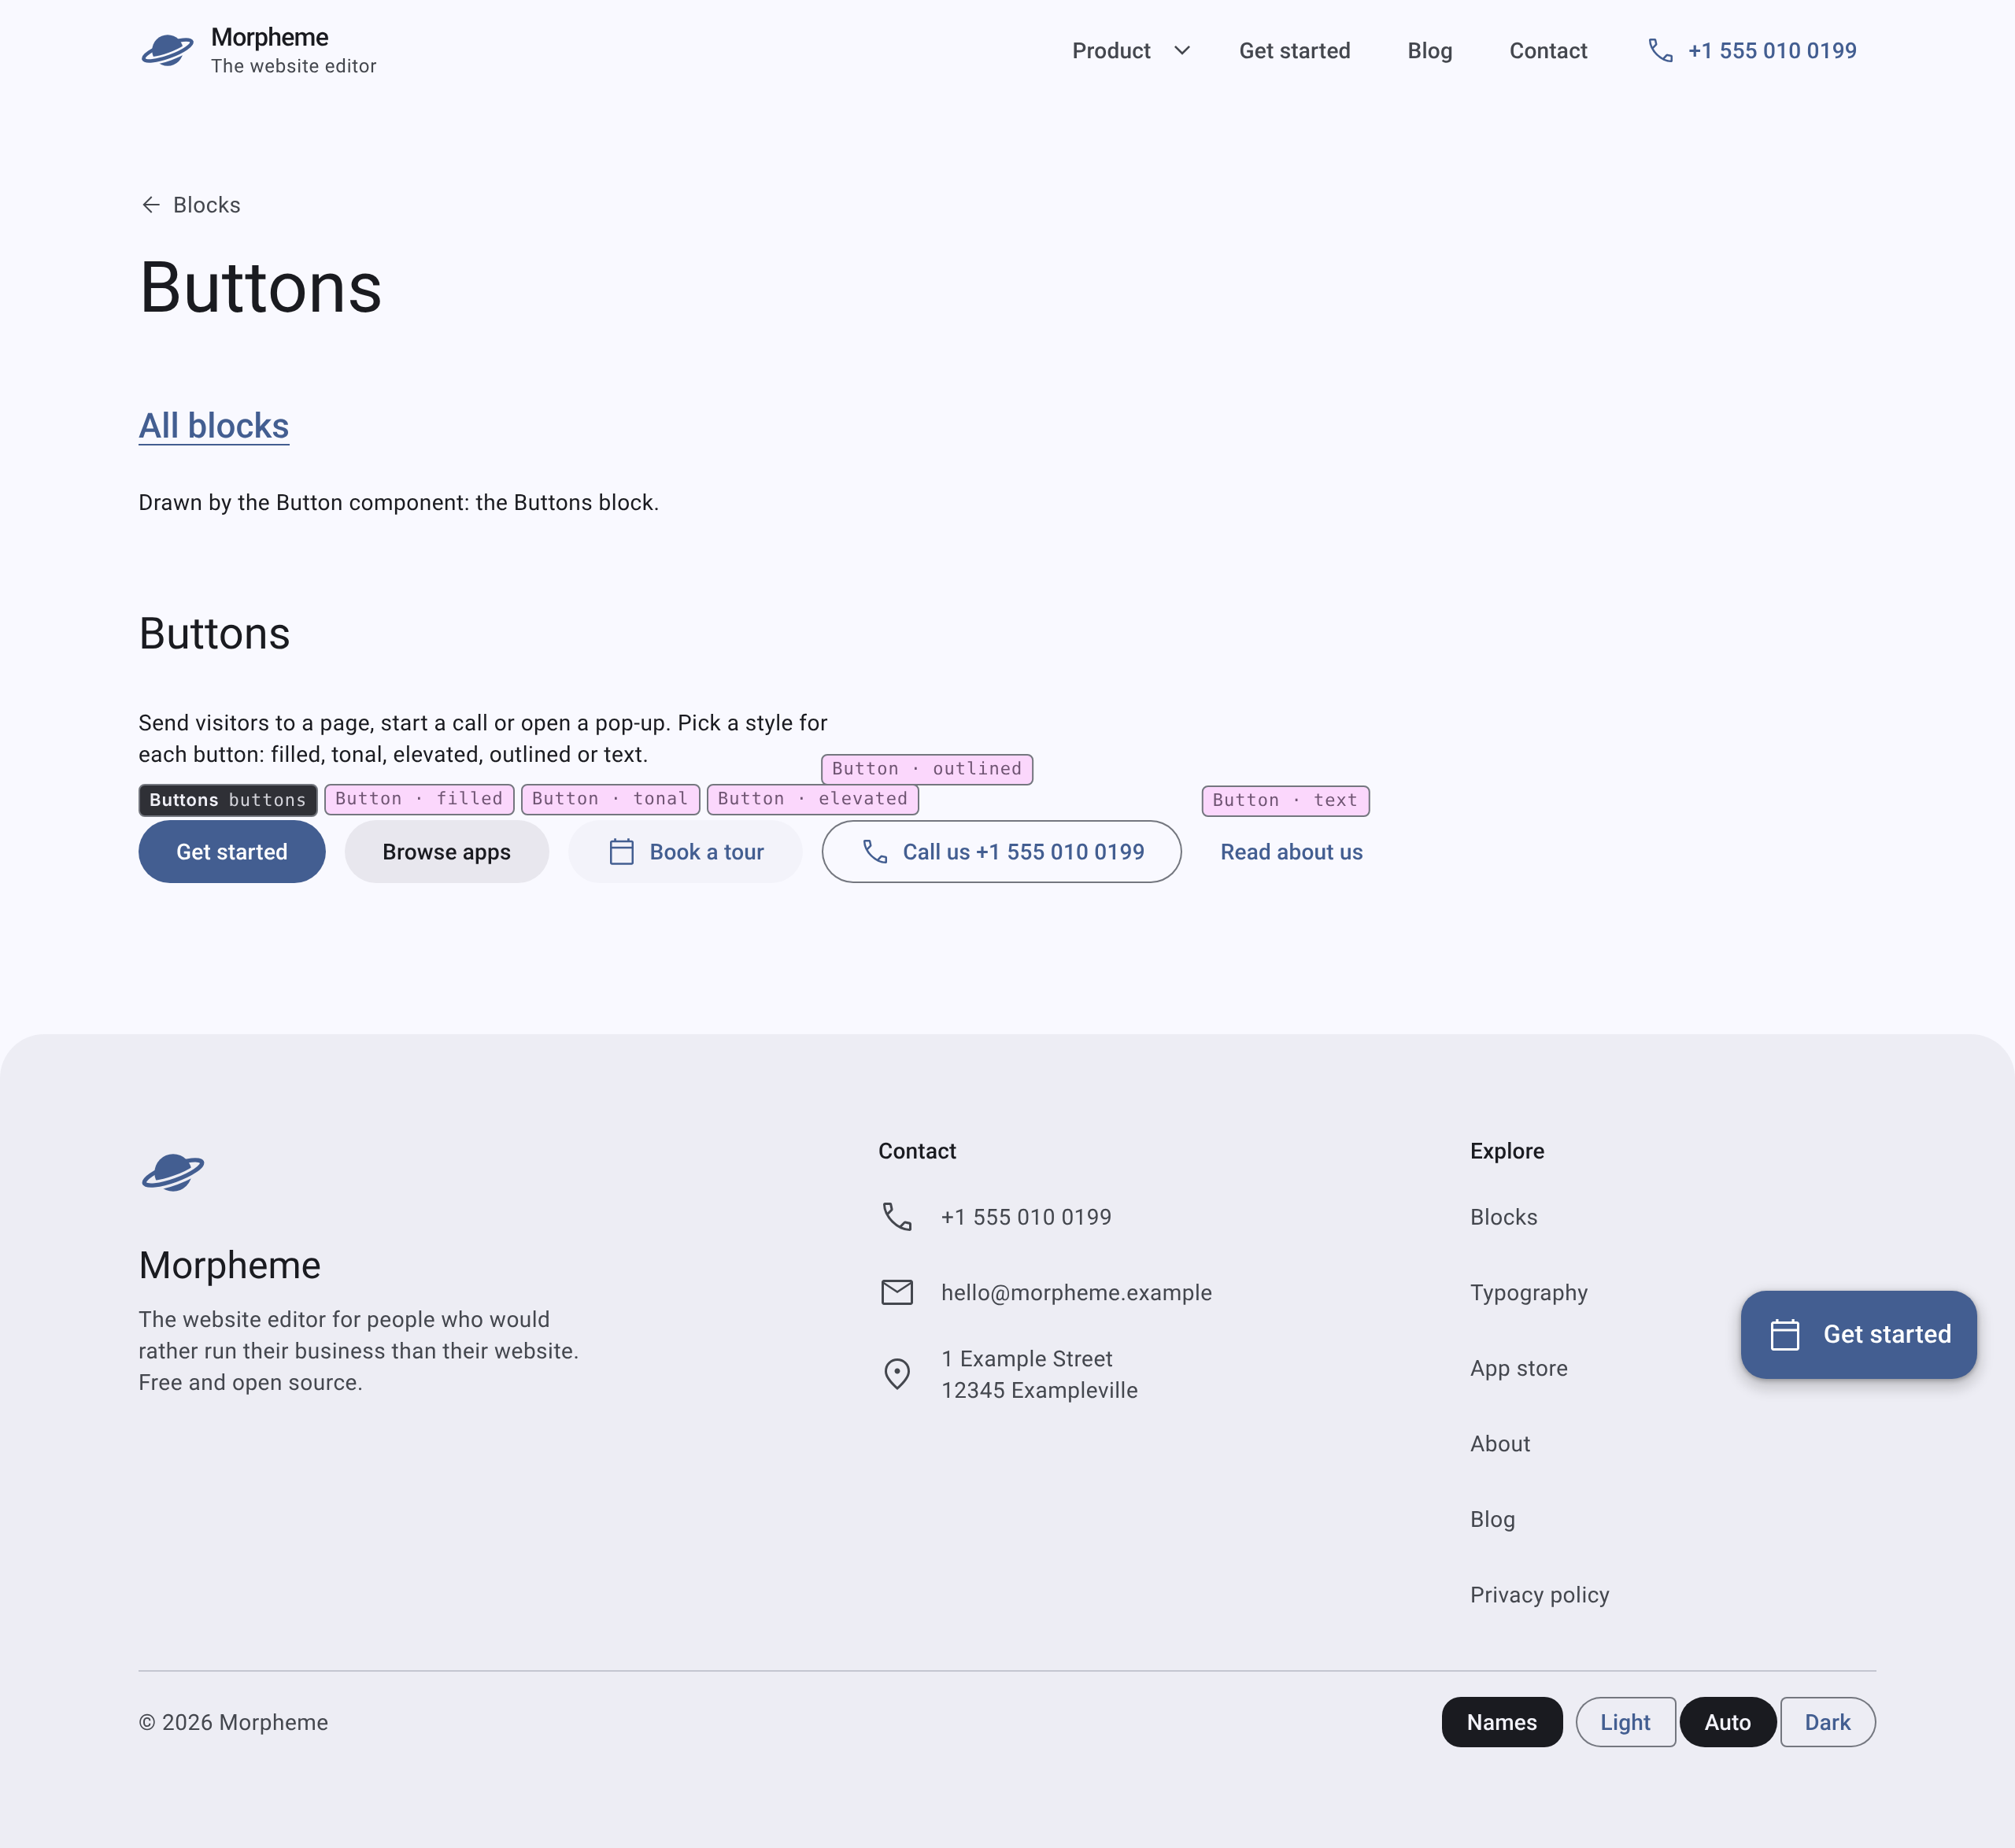 Morpheme
The website editor
Product
Get started
Blog
Contact
+1 555 010 0199
Blocks
Buttons
All blocks
Drawn by the Button component: the Buttons block.
Buttons
Send visitors to a page, start a call or open a pop-up. Pick a style for
each button: filled, tonal, elevated, outlined or text.
Buttons buttons
Button · filled
Button · tonal
Button · elevated
Button · outlined
Button · text
Get started
Browse apps
Book a tour
Call us +1 555 010 0199
Read about us
Morpheme
The website editor for people who would
rather run their business than their website.
Free and open source.
Contact
+1 555 010 0199
hello@morpheme.example
1 Example Street
12345 Exampleville
Explore
Blocks
Typography
App store
About
Blog
Privacy policy
Get started
© 2026 Morpheme
Names
Light
Auto
Dark